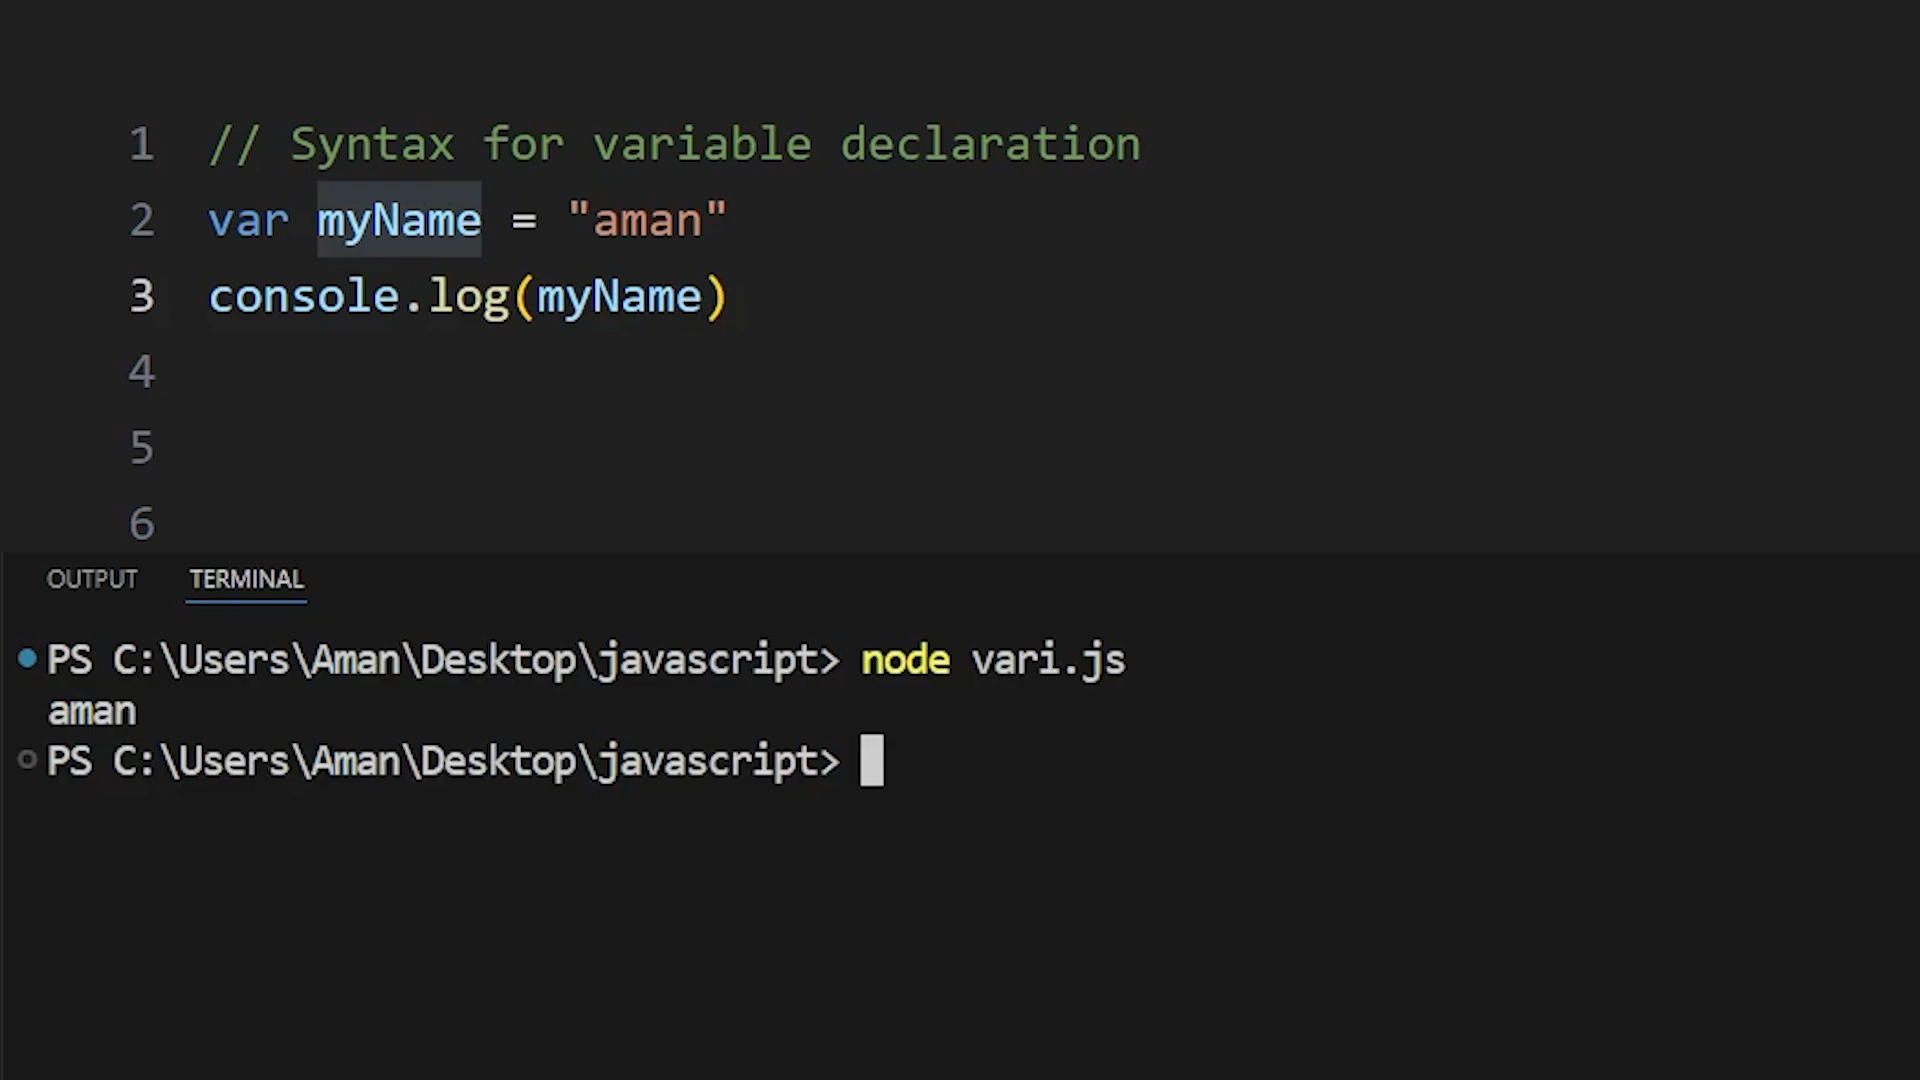 1 // Syntax for variable declaration
2 var myName = "aman"
3 console.log(myName)
4
5
6
OUTPUT TERMINAL
PS C:\Users\Aman\Desktop\javascript> node vari.js
aman
PS C:\Users\Aman\Desktop\javascript>